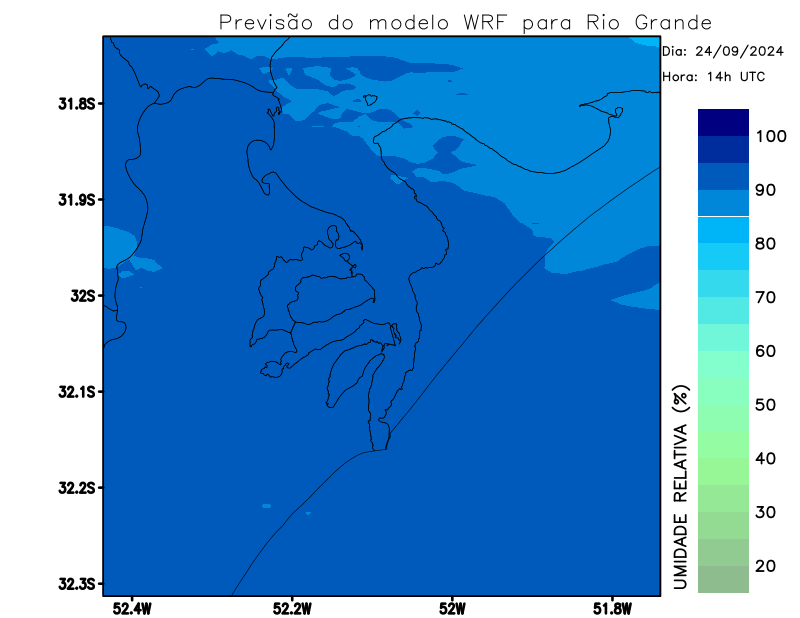 Previsão do modelo WRF para Rio Grande
Dia: 24/09/2024
Hora: 14h UTC
31.8S
31.9S
32S
32.1S
32.2S
32.3S
52.4W
52.2W
52W
51.8W
100
90
80
70
60
50
40
30
20
UMIDADE RELATIVA (%)